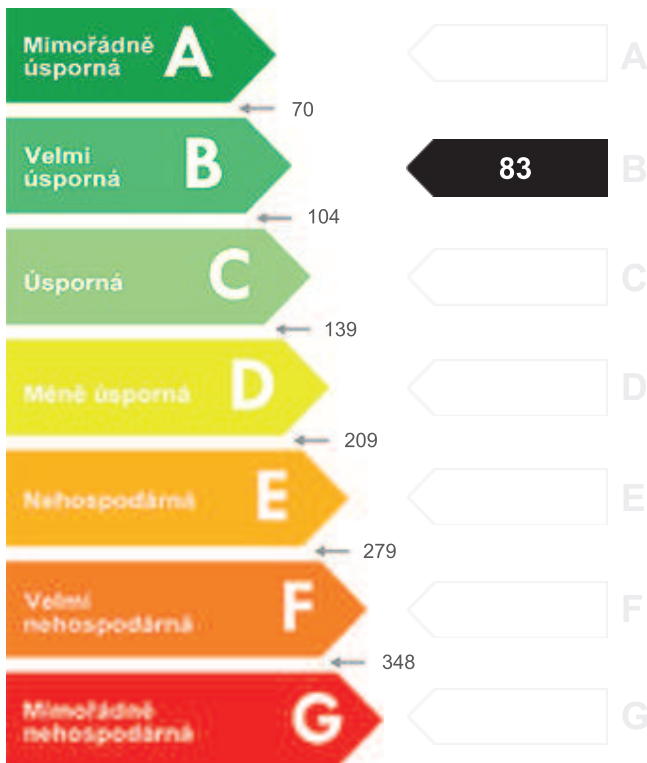 Mimořádně
úsporná
A
A
70
Velmi
úsporná
B
83
B
104
Úsporná
C
C
139
Méně úsporná
D
D
209
Nehospodárná
E
E
279
Velmi
nehospodárná
F
F
348
Mimořádně
nehospodárná
G
G